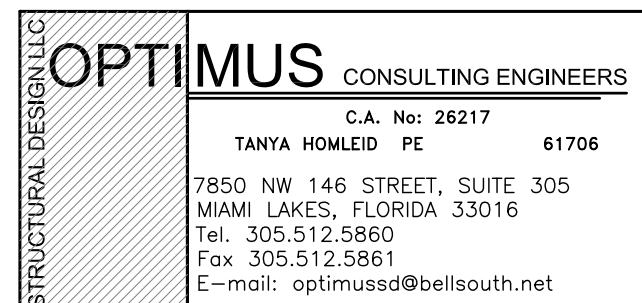 STRUCTURAL DESIGN LLC
OPTIMUS CONSULTING ENGINEERS
C.A. No: 26217
TANYA HOMLEID PE 61706
7850 NW 146 STREET, SUITE 305
MIAMI LAKES, FLORIDA 33016
Tel. 305.512.5860
Fax 305.512.5861
E-mail: optimussd@bellsouth.net